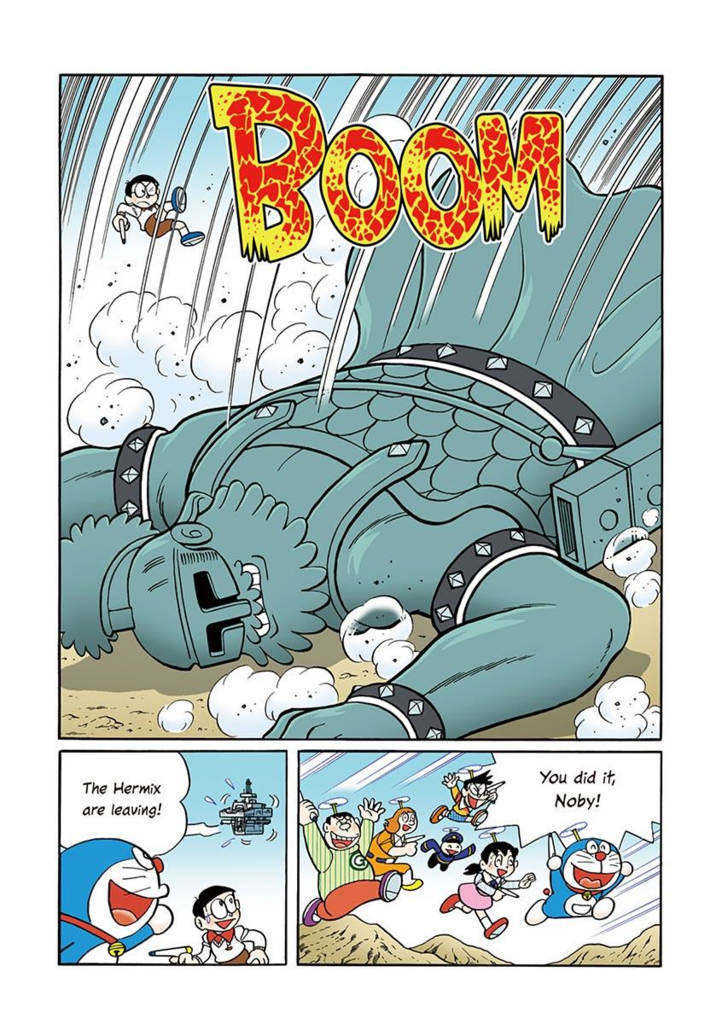 BOOM
The Hermix
are leaving!
You did it,
Noby!
G